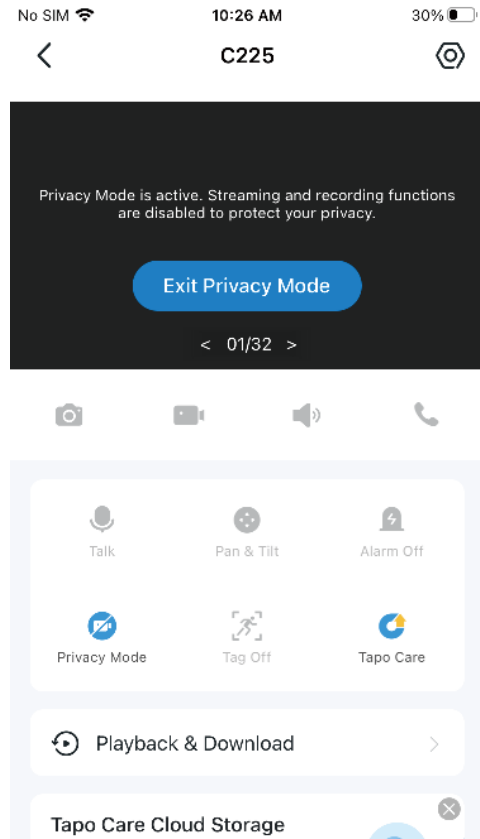 No SIM 10:26 AM 30%
C225
Privacy Mode is active. Streaming and recording functions
are disabled to protect your privacy.
Exit Privacy Mode
< 01/32 >
Talk Pan & Tilt Alarm Off
Privacy Mode Tag Off Tapo Care
Playback & Download
Tapo Care Cloud Storage